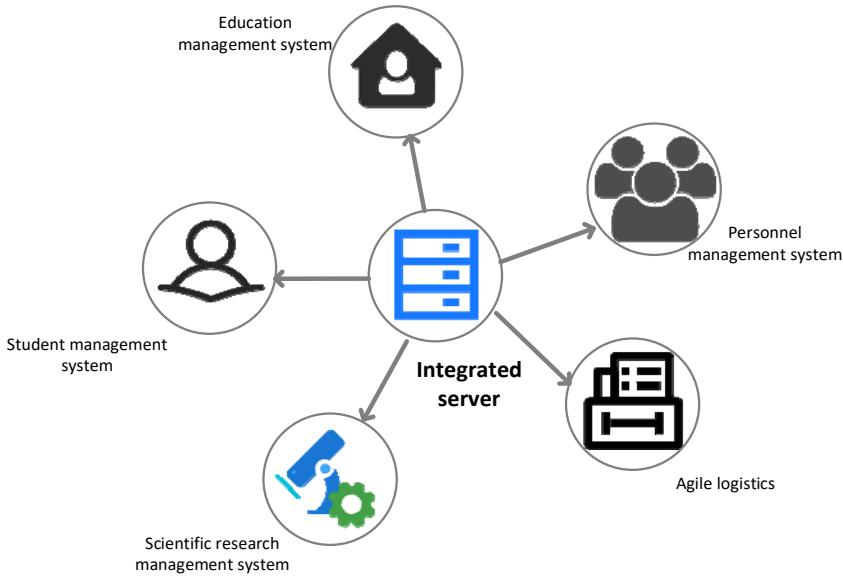 Education
management system
Personnel
management system
Student management
system
Integrated
server
Agile logistics
Scientific research
management system